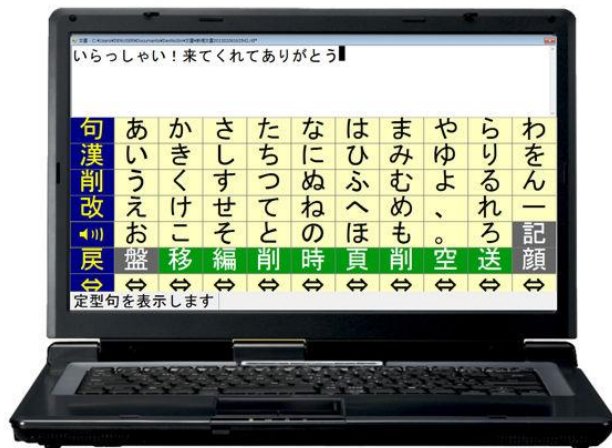 いらっしゃい!来てくれてありがとう
句 あ か さ た な は ま や ら わ
漢 い き し ち に ひ み ゆ り を
削 う く す つ ぬ ふ む よ る ん
改 え け せ て ね へ め 、 れ ー
お こ そ と の ほ も 。 ろ 記
戻 盤 移 編 削 時 頁 削 空 送 顔
⇔ ⇔ ⇔ ⇔ ⇔ ⇔ ⇔ ⇔ ⇔ ⇔ ⇔
定型句を表示します